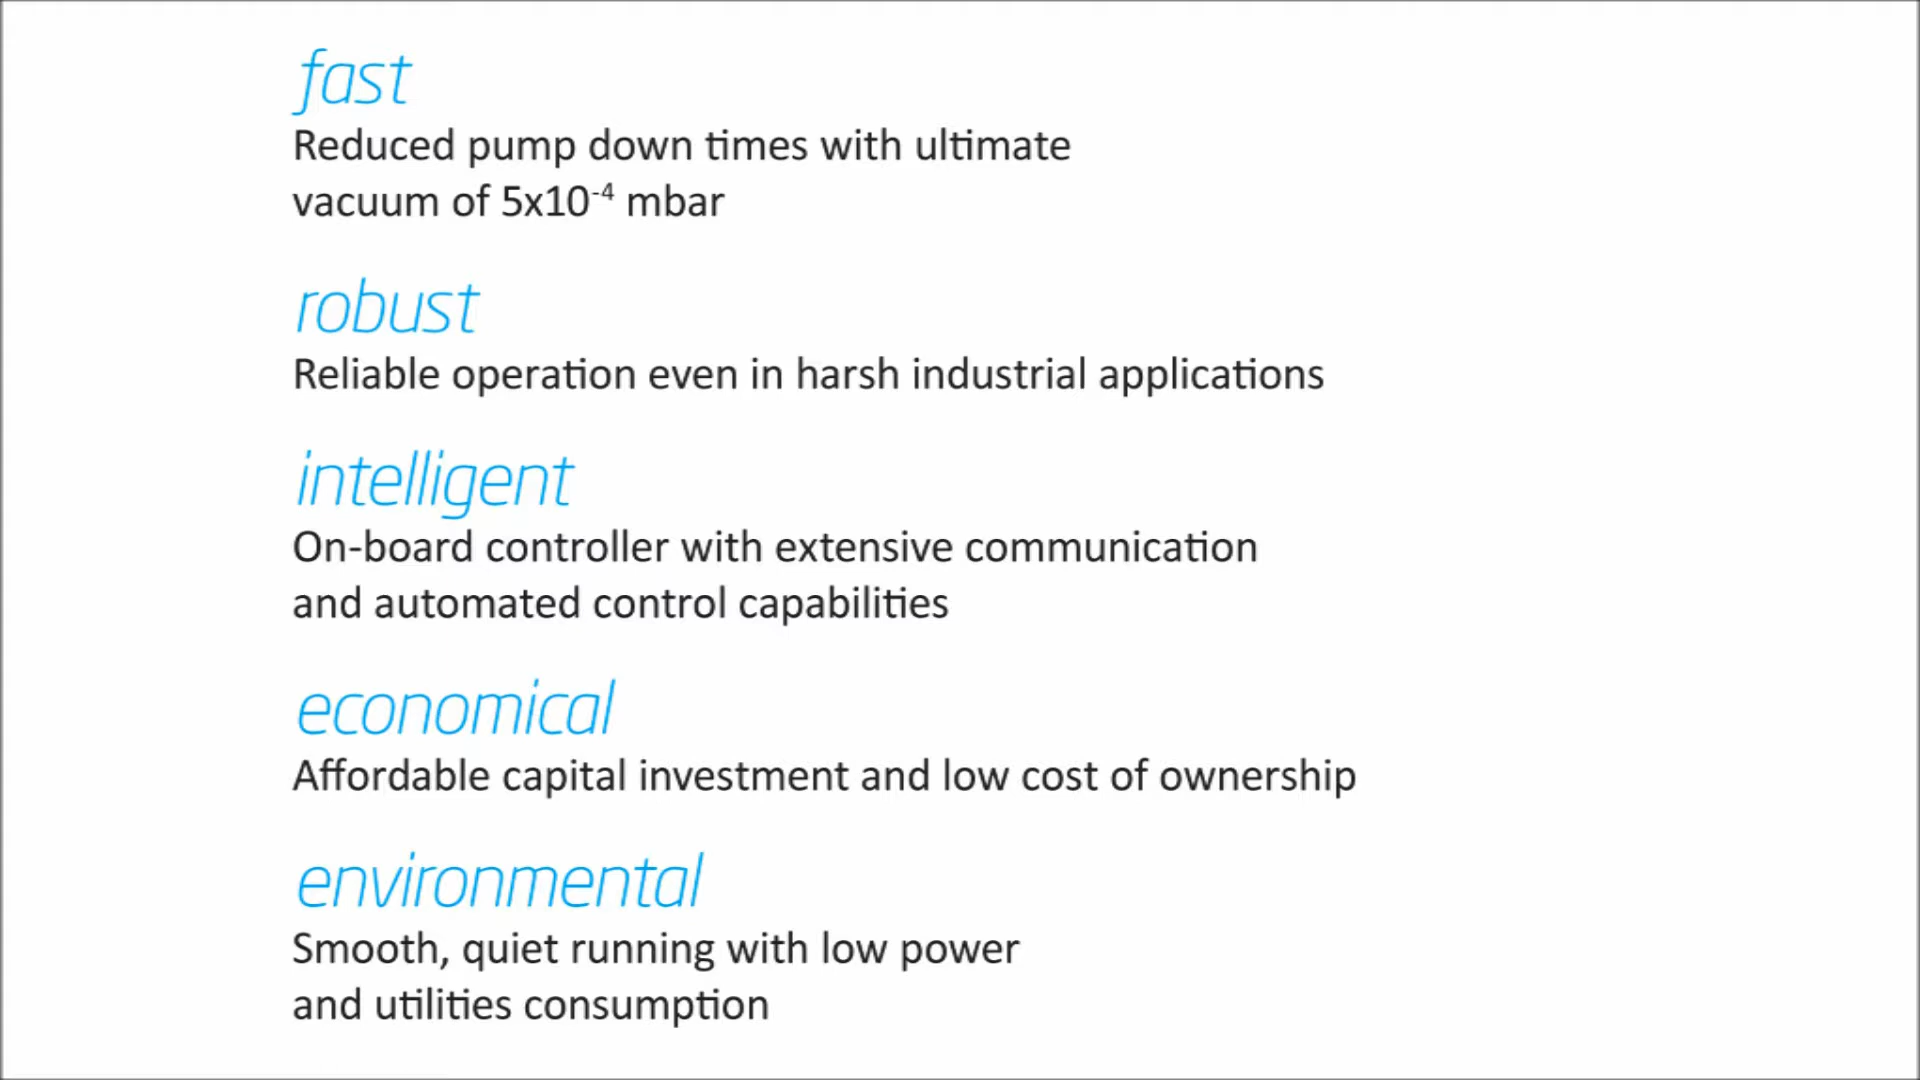 fast
Reduced pump down times with ultimate
vacuum of 5x10⁻⁴ mbar
robust
Reliable operation even in harsh industrial applications
intelligent
On-board controller with extensive communication
and automated control capabilities
economical
Affordable capital investment and low cost of ownership
environmental
Smooth, quiet running with low power
and utilities consumption